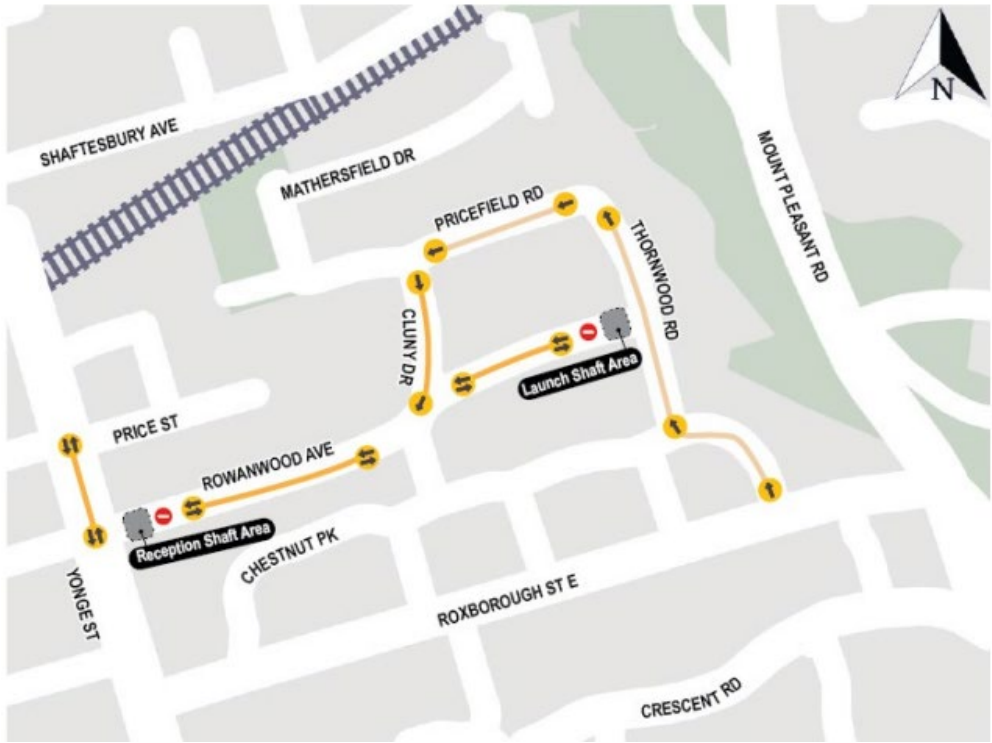 N
SHAFTESBURY AVE
MATHERSFIELD DR
MOUNT PLEASANT RD
PRICEFIELD RD
THORNWOOD RD
CLUNY DR
Launch Shaft Area
PRICE ST
ROWANWOOD AVE
Reception Shaft Area
CHESTNUT PK
YONGE ST
ROXBOROUGH ST E
CRESCENT RD